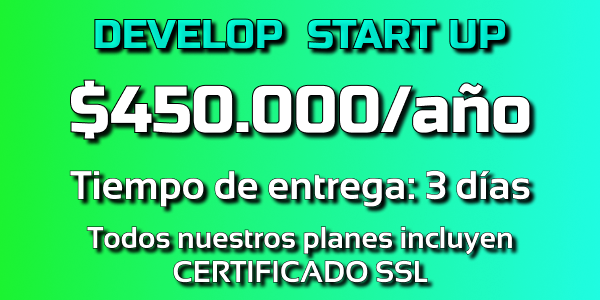 DEVELOP START UP
$450.000/año
Tiempo de entrega: 3 días
Todos nuestros planes incluyen
CERTIFICADO SSL